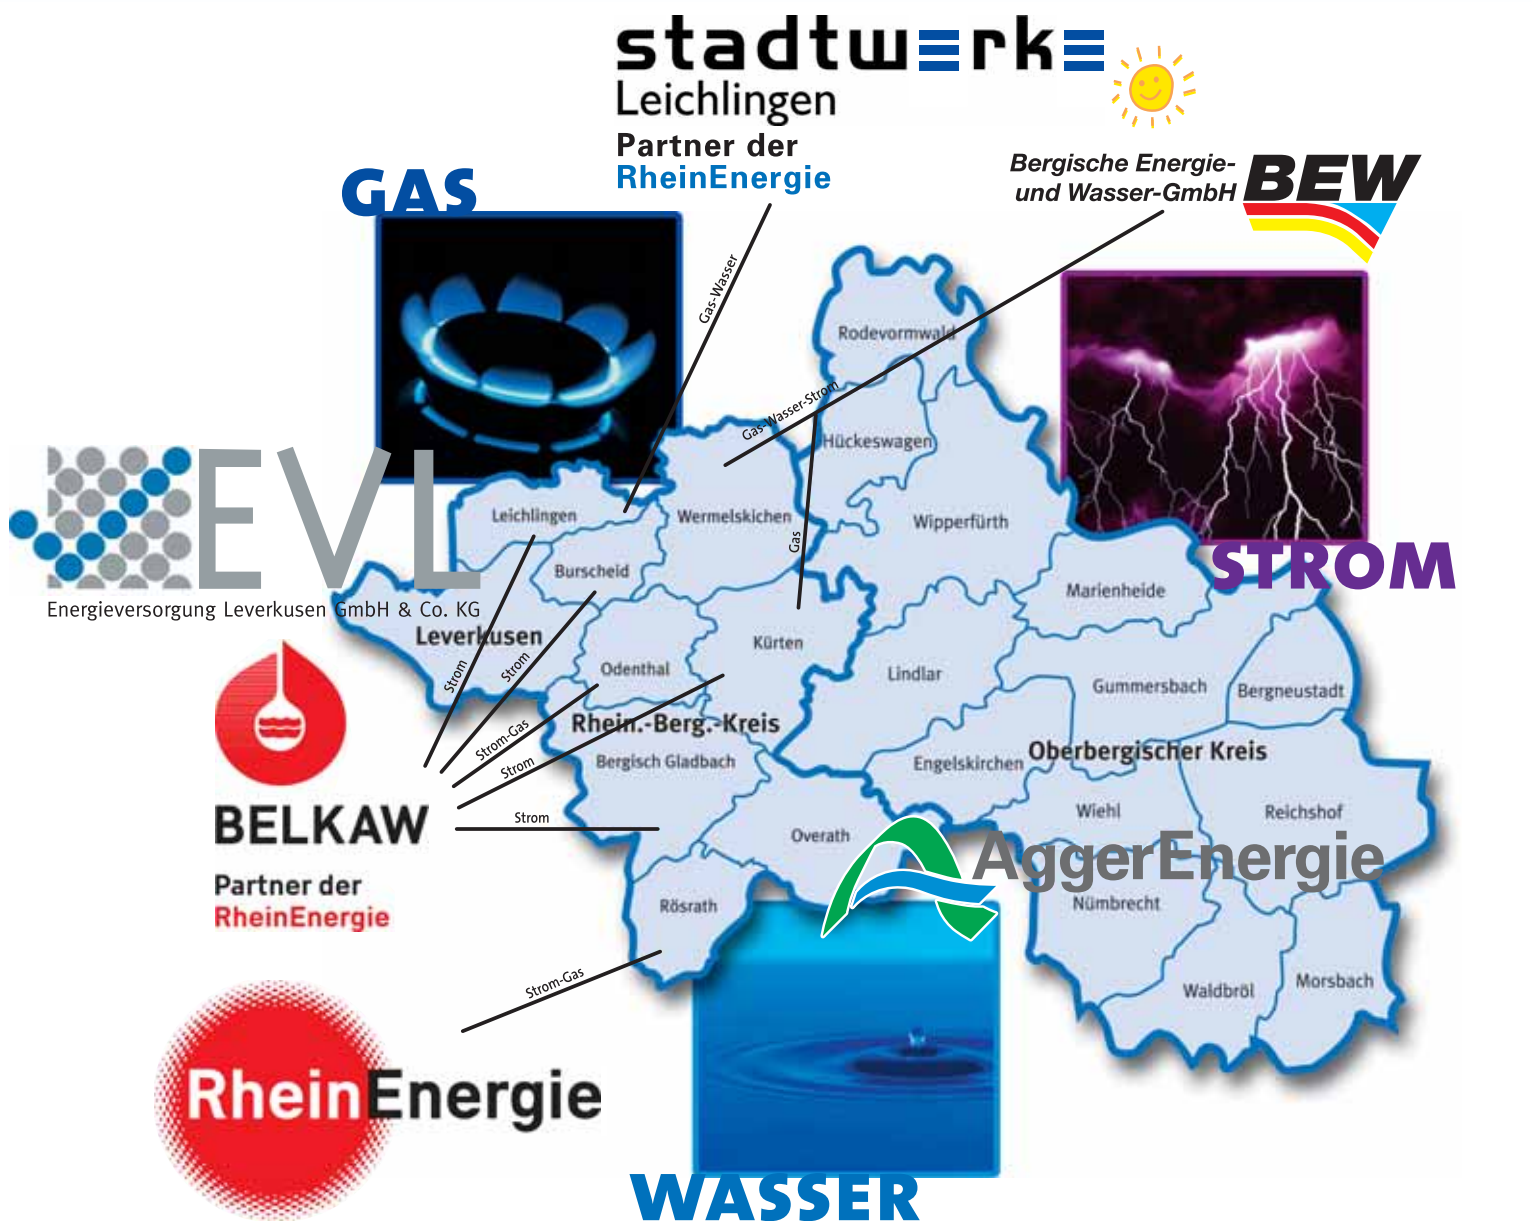 stadtwerke
Leichlingen
Partner der
RheinEnergie
Bergische Energie-
und Wasser-GmbH
BEW
GAS
Gas-Wasser
Rodevormwald
Gas-Wasser-Strom
Hückeswagen
EVL
Energieversorgung Leverkusen GmbH & Co. KG
Leichlingen
Wermelskichen
Wipperfürth
Gas
STROM
Burscheid
Marienheide
Leverkusen
Kürten
Strom
Strom
Odenthal
Lindlar
Gummersbach
Bergneustadt
Strom-Gas
Rhein.-Berg.-Kreis
Strom
Bergisch Gladbach
Engelskirchen
Oberbergischer Kreis
BELKAW
Partner der
RheinEnergie
Strom
Overath
Wiehl
Reichshof
AggerEnergie
Rösrath
Nümbrecht
Strom-Gas
Waldbröl
Morsbach
RheinEnergie
WASSER